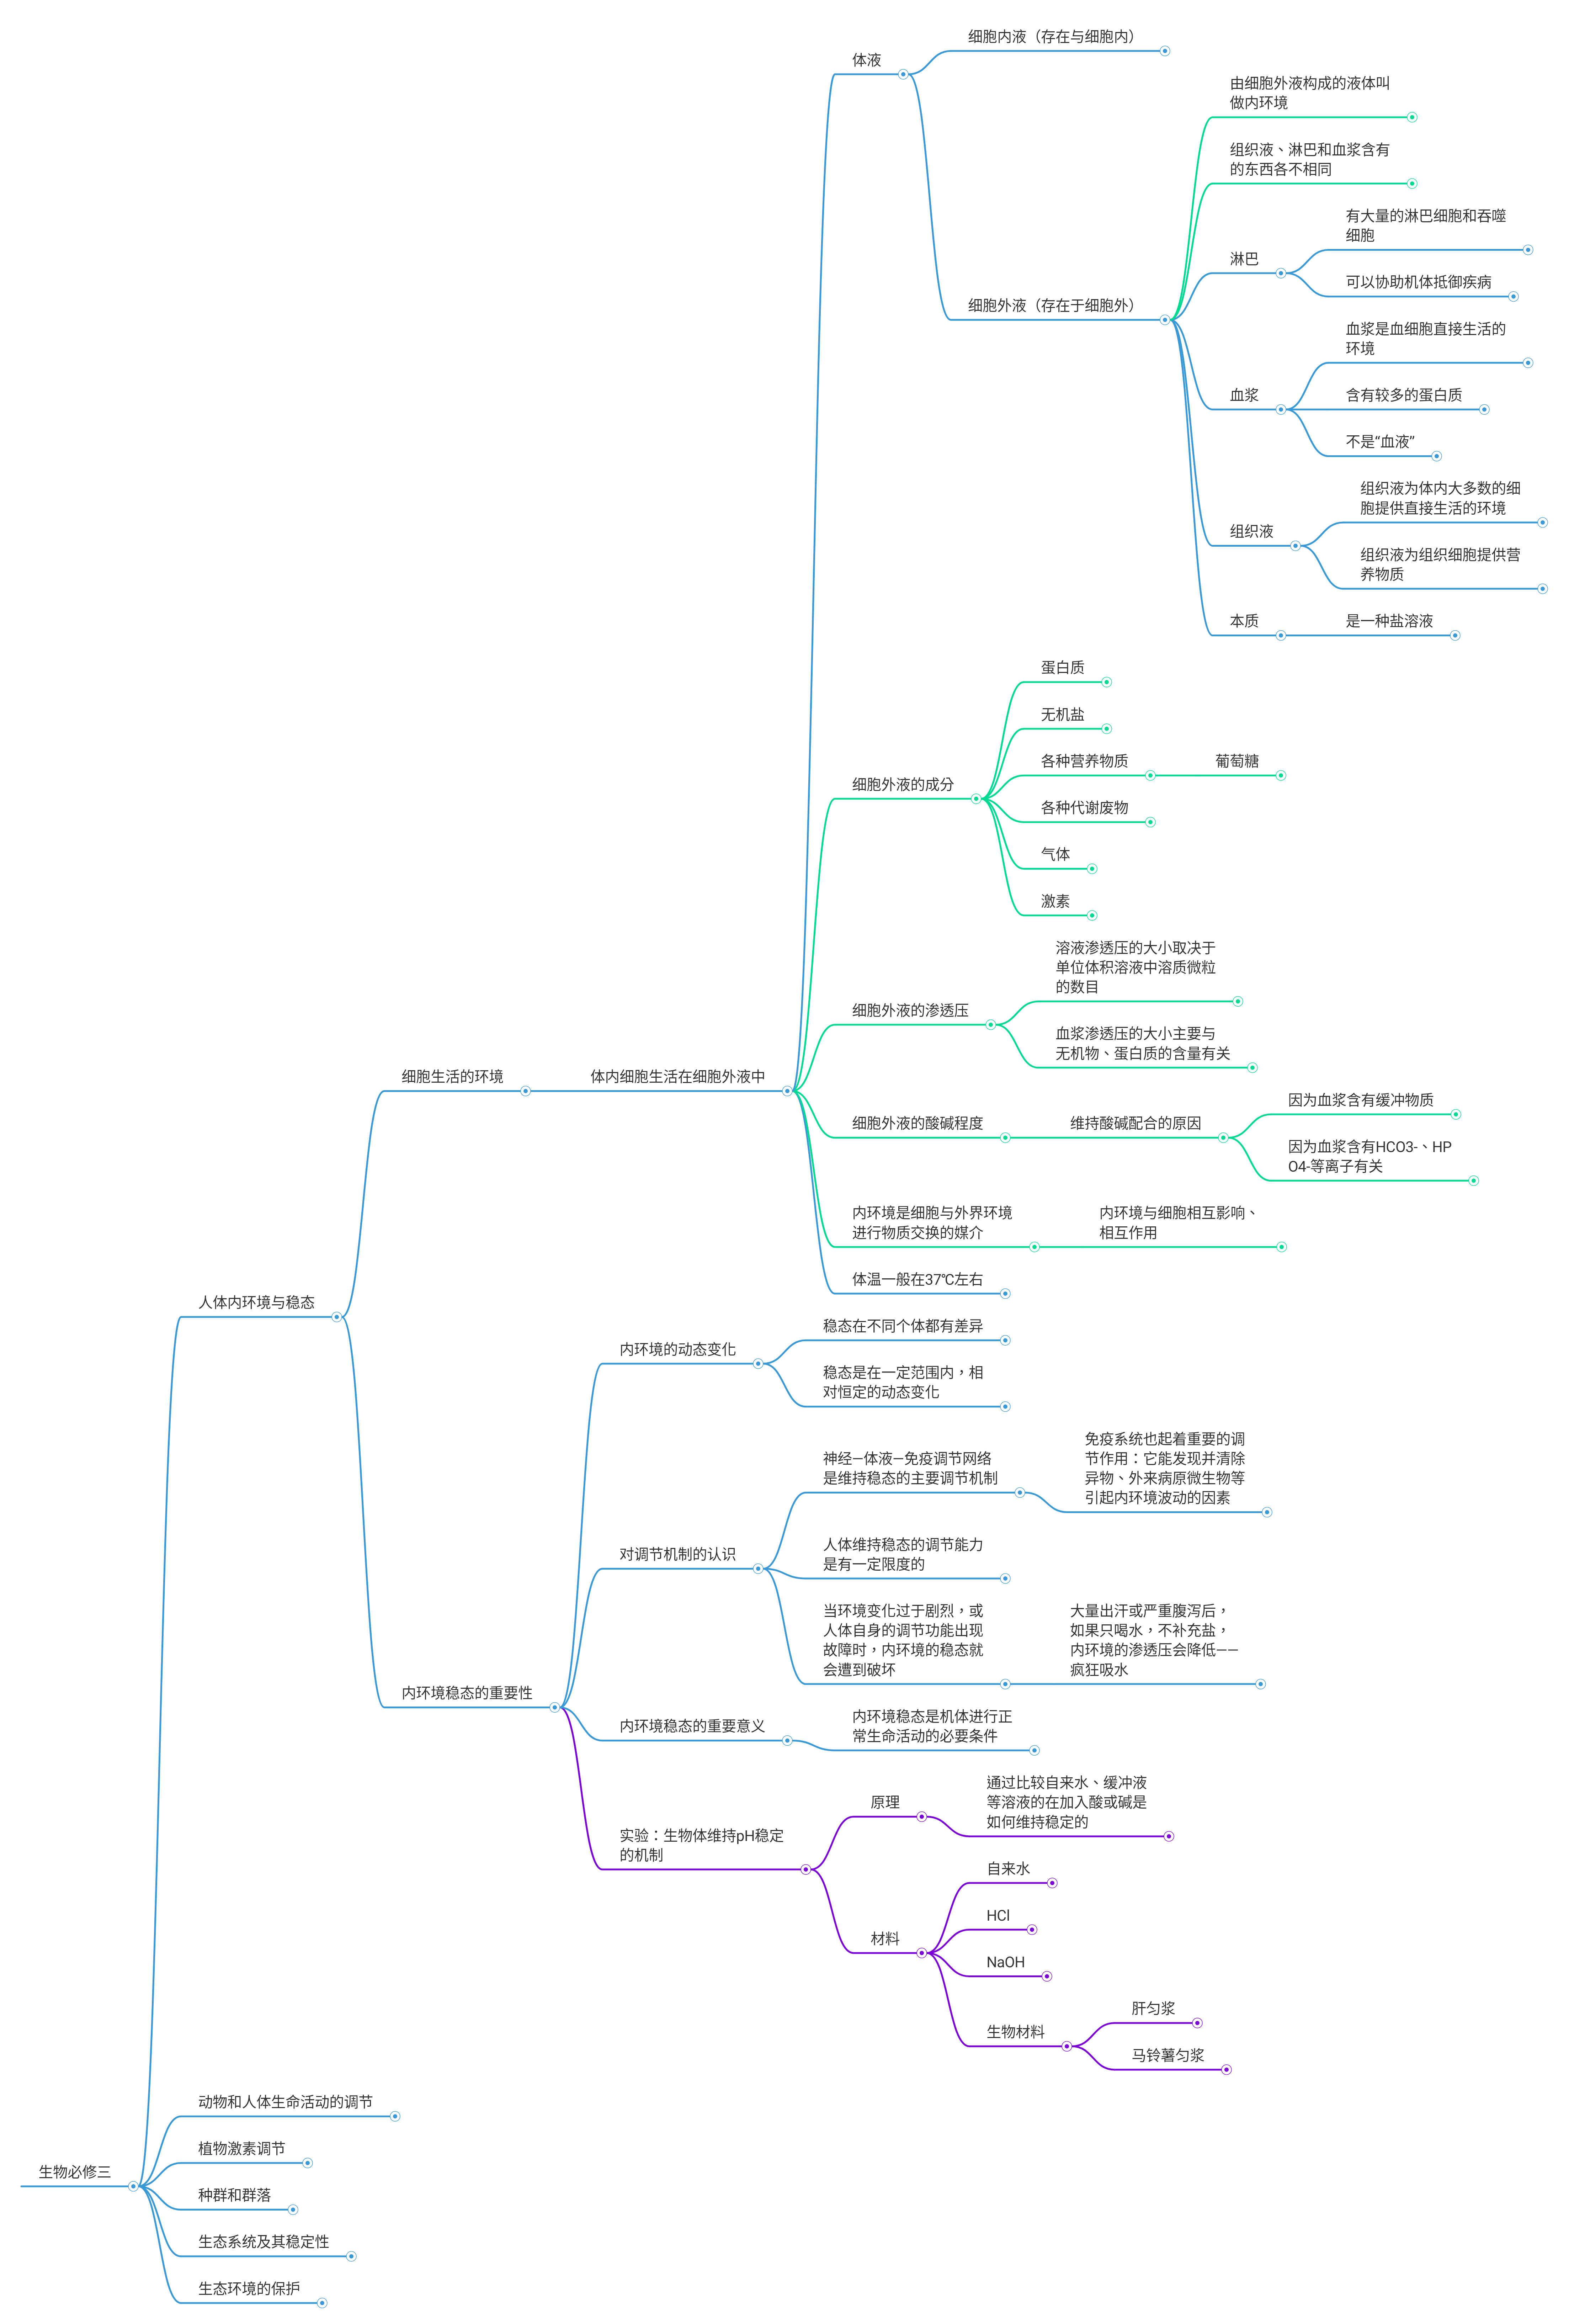 细胞内液（存在与细胞内）
体液
由细胞外液构成的液体叫
做内环境
组织液、淋巴和血浆含有
的东西各不相同
有大量的淋巴细胞和吞噬
细胞
淋巴
可以协助机体抵御疾病
细胞外液（存在于细胞外）
血浆是血细胞直接生活的
环境
血浆
含有较多的蛋白质
不是“血液”
组织液为体内大多数的细
胞提供直接生活的环境
组织液
组织液为组织细胞提供营
养物质
本质
是一种盐溶液
蛋白质
无机盐
各种营养物质
葡萄糖
细胞外液的成分
各种代谢废物
气体
激素
溶液渗透压的大小取决于
单位体积溶液中溶质微粒
的数目
细胞外液的渗透压
血浆渗透压的大小主要与
无机物、蛋白质的含量有关
细胞生活的环境
体内细胞生活在细胞外液中
因为血浆含有缓冲物质
细胞外液的酸碱程度
维持酸碱配合的原因
因为血浆含有HCO3-、HP
O4-等离子有关
内环境是细胞与外界环境
进行物质交换的媒介
内环境与细胞相互影响、
相互作用
体温一般在37℃左右
人体内环境与稳态
稳态在不同个体都有差异
内环境的动态变化
稳态是在一定范围内，相
对恒定的动态变化
神经—体液—免疫调节网络
是维持稳态的主要调节机制
免疫系统也起着重要的调
节作用：它能发现并清除
异物、外来病原微生物等
引起内环境波动的因素
对调节机制的认识
人体维持稳态的调节能力
是有一定限度的
当环境变化过于剧烈，或
人体自身的调节功能出现
故障时，内环境的稳态就
会遭到破坏
大量出汗或严重腹泻后，
如果只喝水，不补充盐，
内环境的渗透压会降低——
疯狂吸水
内环境稳态的重要性
内环境稳态的重要意义
内环境稳态是机体进行正
常生命活动的必要条件
原理
通过比较自来水、缓冲液
等溶液的在加入酸或碱是
如何维持稳定的
实验：生物体维持pH稳定
的机制
自来水
HCl
材料
NaOH
肝匀浆
生物材料
马铃薯匀浆
动物和人体生命活动的调节
植物激素调节
生物必修三
种群和群落
生态系统及其稳定性
生态环境的保护